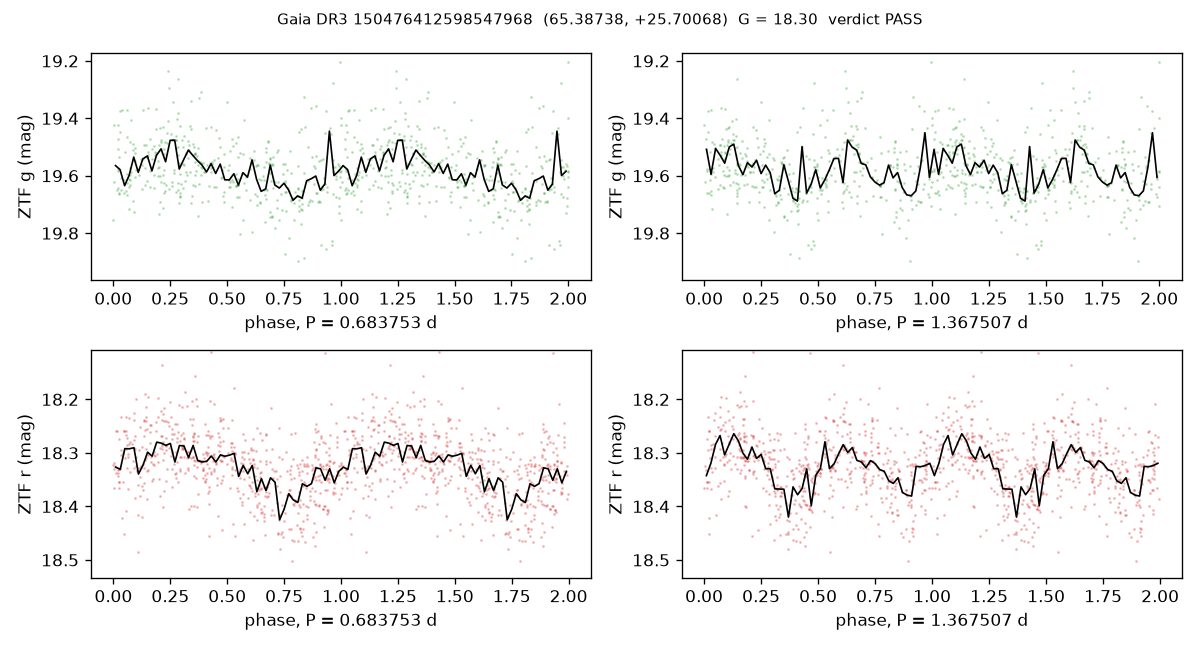 Gaia DR3 150476412598547968  (65.38738, +25.70068)  G = 18.30  verdict PASS
ZTF g (mag)
19.2
19.4
19.6
19.8
0.00 0.25 0.50 0.75 1.00 1.25 1.50 1.75 2.00
phase, P = 0.683753 d
ZTF g (mag)
19.2
19.4
19.6
19.8
0.00 0.25 0.50 0.75 1.00 1.25 1.50 1.75 2.00
phase, P = 1.367507 d
ZTF r (mag)
18.2
18.3
18.4
18.5
0.00 0.25 0.50 0.75 1.00 1.25 1.50 1.75 2.00
phase, P = 0.683753 d
ZTF r (mag)
18.2
18.3
18.4
18.5
0.00 0.25 0.50 0.75 1.00 1.25 1.50 1.75 2.00
phase, P = 1.367507 d